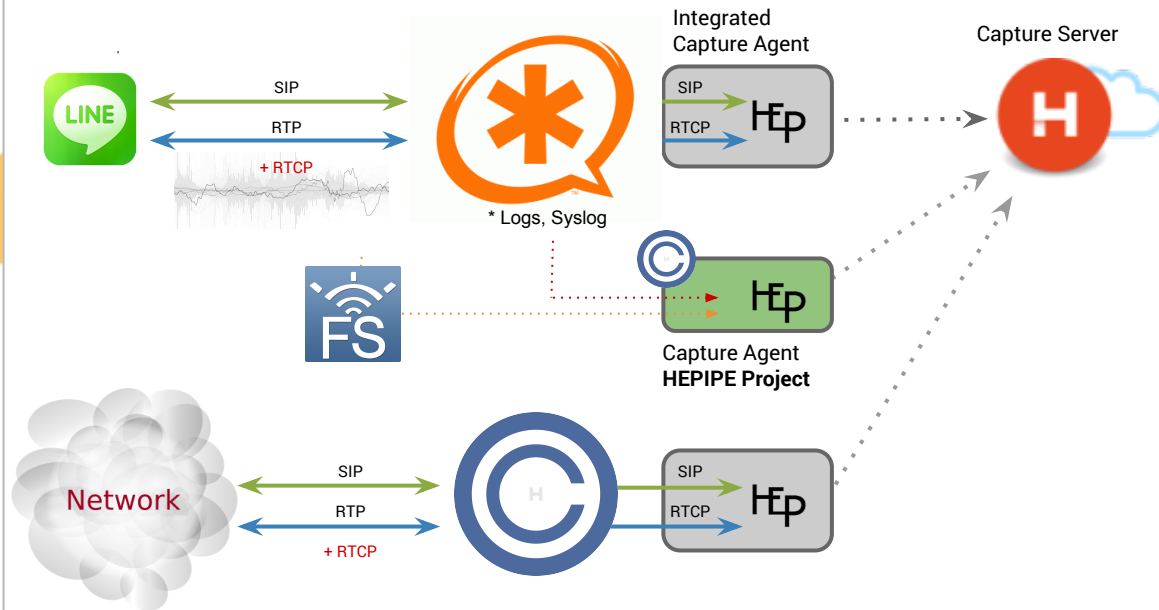 Integrated
Capture Agent
Capture Server
LINE
SIP
RTP
+ RTCP
SIP
RTCP
HEP
H
™
* Logs, Syslog
H
HEP
FS
Capture Agent
HEPIPE Project
Network
SIP
RTP
+ RTCP
H
SIP
RTCP
HEP